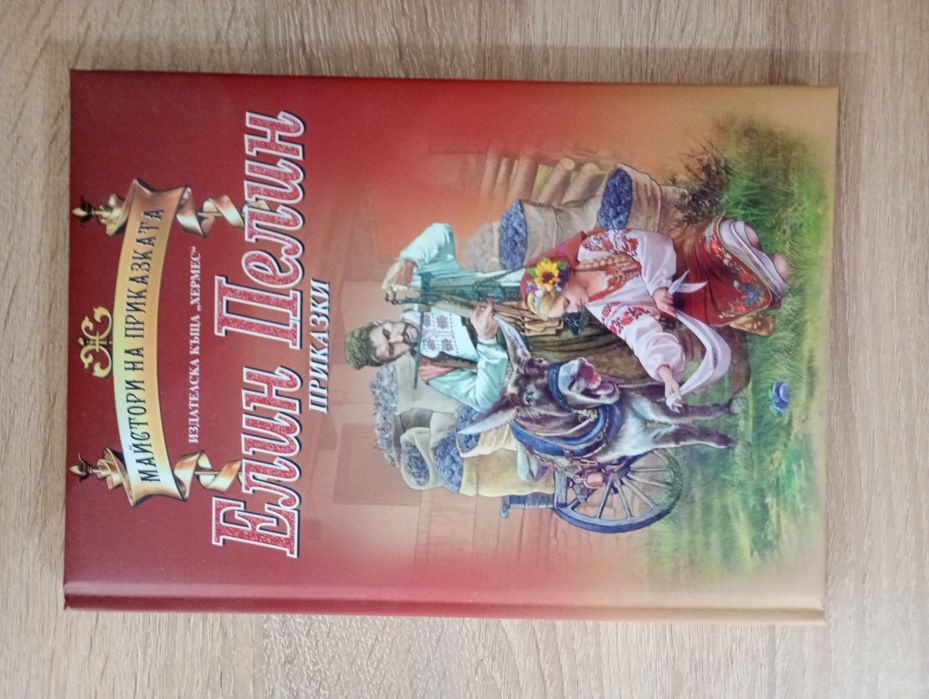 МАЙСТОРИ НА ПРИКАЗКАТА
ИЗДАТЕЛСКА КЪЩА „ХЕРМЕС“
Елин Пелин
ПРИКАЗКИ